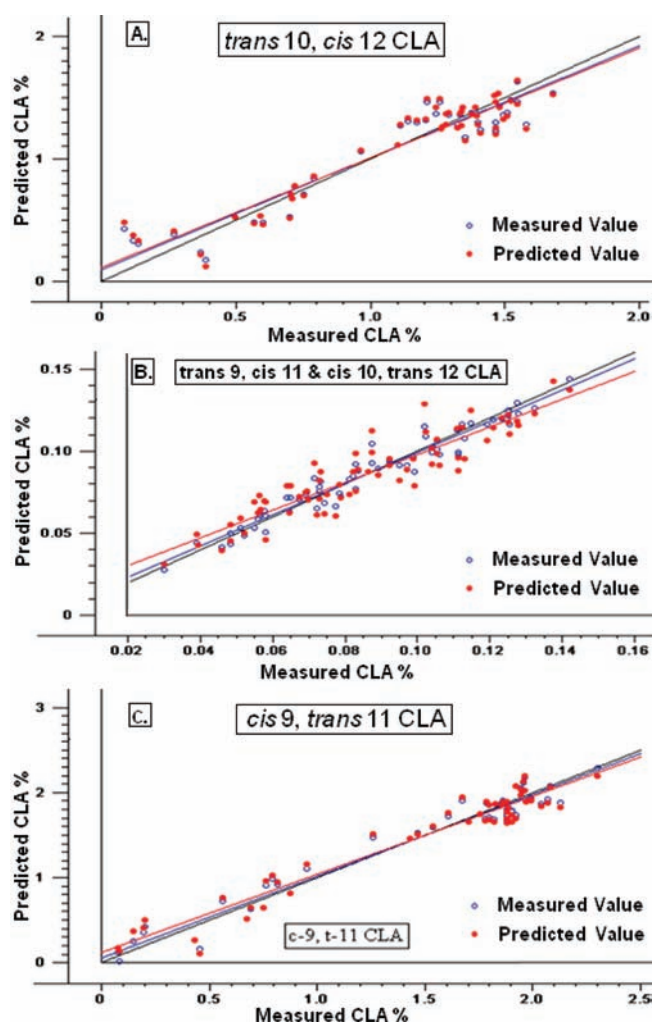 A.
trans 10, cis 12 CLA
Predicted CLA %
2
1
0
Measured Value
Predicted Value
0 0.5 1.0 1.5 2.0
Measured CLA %
B.
trans 9, cis 11 & cis 10, trans 12 CLA
Predicted CLA %
0.15
0.10
0.05
0
Measured Value
Predicted Value
0.02 0.04 0.06 0.08 0.10 0.12 0.14 0.16
Measured CLA %
C.
cis 9, trans 11 CLA
Predicted CLA %
3
2
1
0
Measured Value
Predicted Value
c-9, t-11 CLA
0 0.5 1.0 1.5 2.0 2.5
Measured CLA %